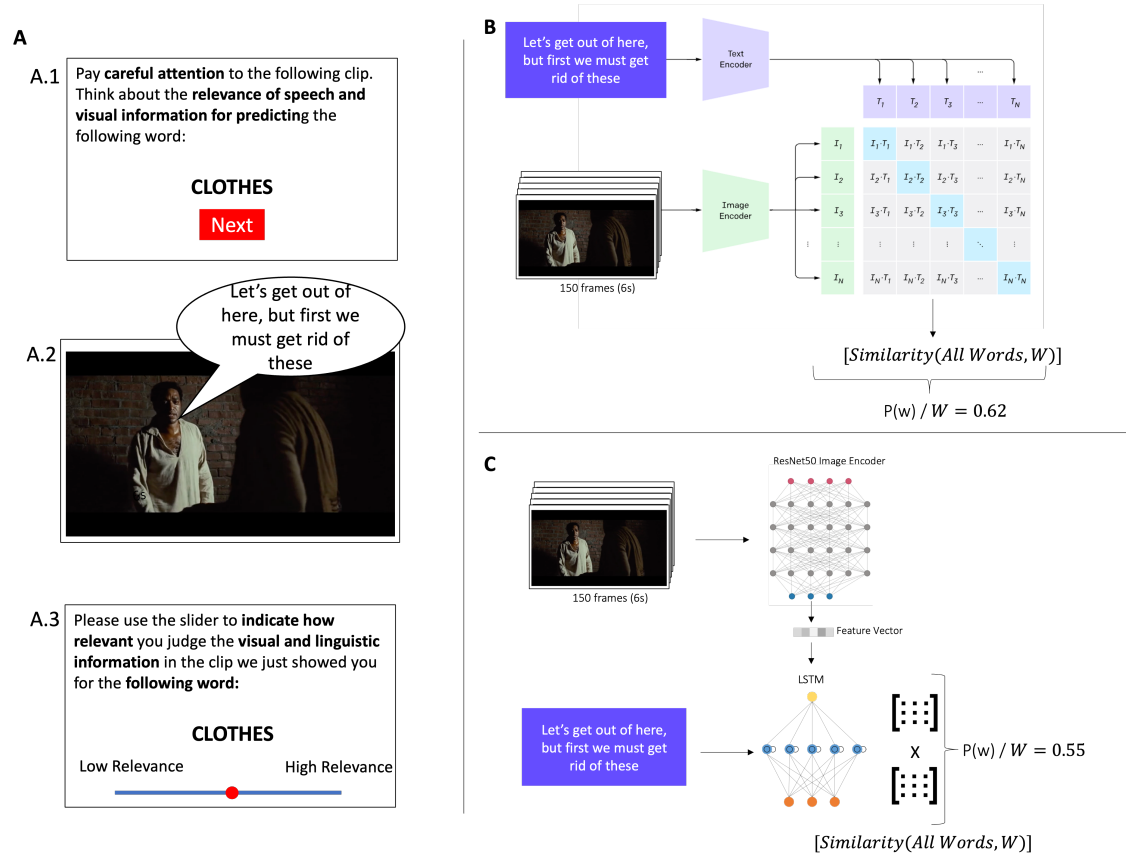 A
A.1
Pay careful attention to the following clip.
Think about the relevance of speech and
visual information for predicting the
following word:
CLOTHES
Next
A.2
Let's get out of
here, but first we
must get rid of
these
A.3
Please use the slider to indicate how
relevant you judge the visual and linguistic
information in the clip we just showed you
for the following word:
CLOTHES
Low Relevance High Relevance
B
Let's get out of here,
but first we must get
rid of these
Text
Encoder
...
T1 T2 T3 ... TN
Image
Encoder
150 frames (6s)
I1 I1·T1 I1·T2 I1·T3 ... I1·TN
I2 I2·T1 I2·T2 I2·T3 ... I2·TN
I3 I3·T1 I3·T2 I3·T3 ... I3·TN
⋮ ⋮ ⋮ ⋮ ⋮ ⋱ ⋮
IN IN·T1 IN·T2 IN·T3 ... IN·TN
[Similarity(All Words, W)]
P(w) / W = 0.62
C
ResNet50 Image Encoder
150 frames (6s)
Feature Vector
LSTM
Let's get out of here,
but first we must get
rid of these
X
P(w) / W = 0.55
[Similarity(All Words, W)]